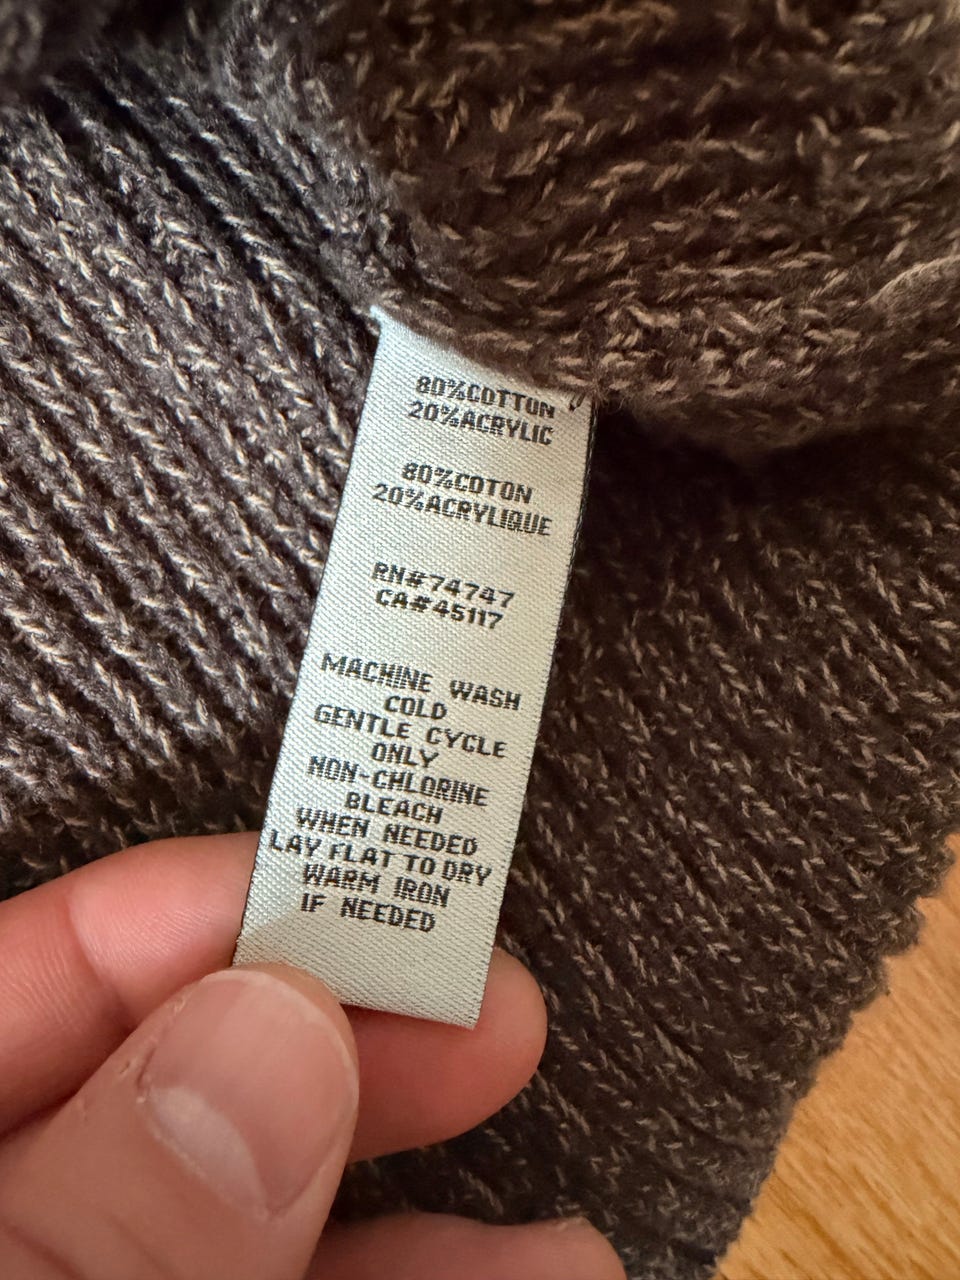 80%COTTON
20%ACRYLIC
80%COTON
20%ACRYLIQUE
RN#74747
CA#45117
MACHINE WASH
COLD
GENTLE CYCLE
ONLY
NON-CHLORINE
BLEACH
WHEN NEEDED
LAY FLAT TO DRY
WARM IRON
IF NEEDED